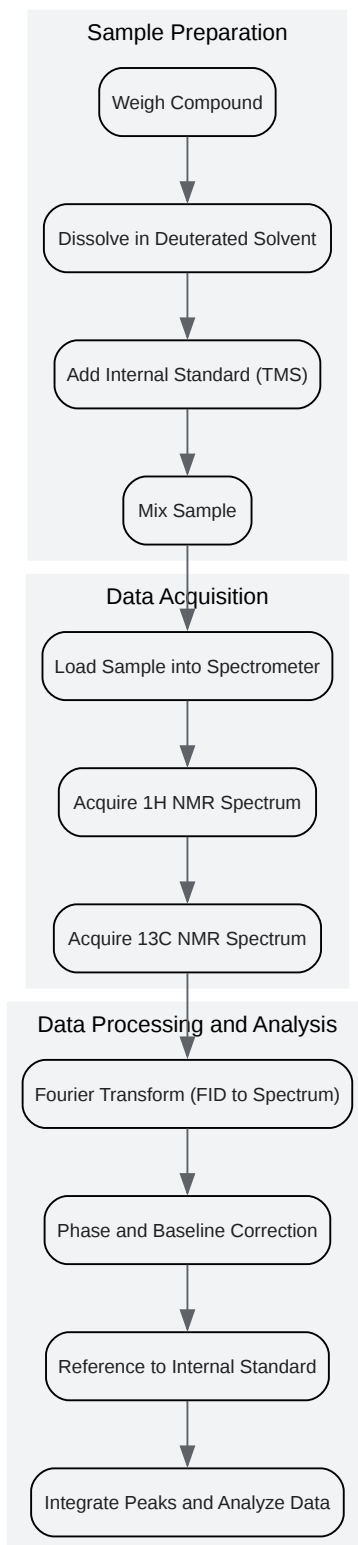 Sample Preparation
Weigh Compound
Dissolve in Deuterated Solvent
Add Internal Standard (TMS)
Mix Sample
Data Acquisition
Load Sample into Spectrometer
Acquire 1H NMR Spectrum
Acquire 13C NMR Spectrum
Data Processing and Analysis
Fourier Transform (FID to Spectrum)
Phase and Baseline Correction
Reference to Internal Standard
Integrate Peaks and Analyze Data